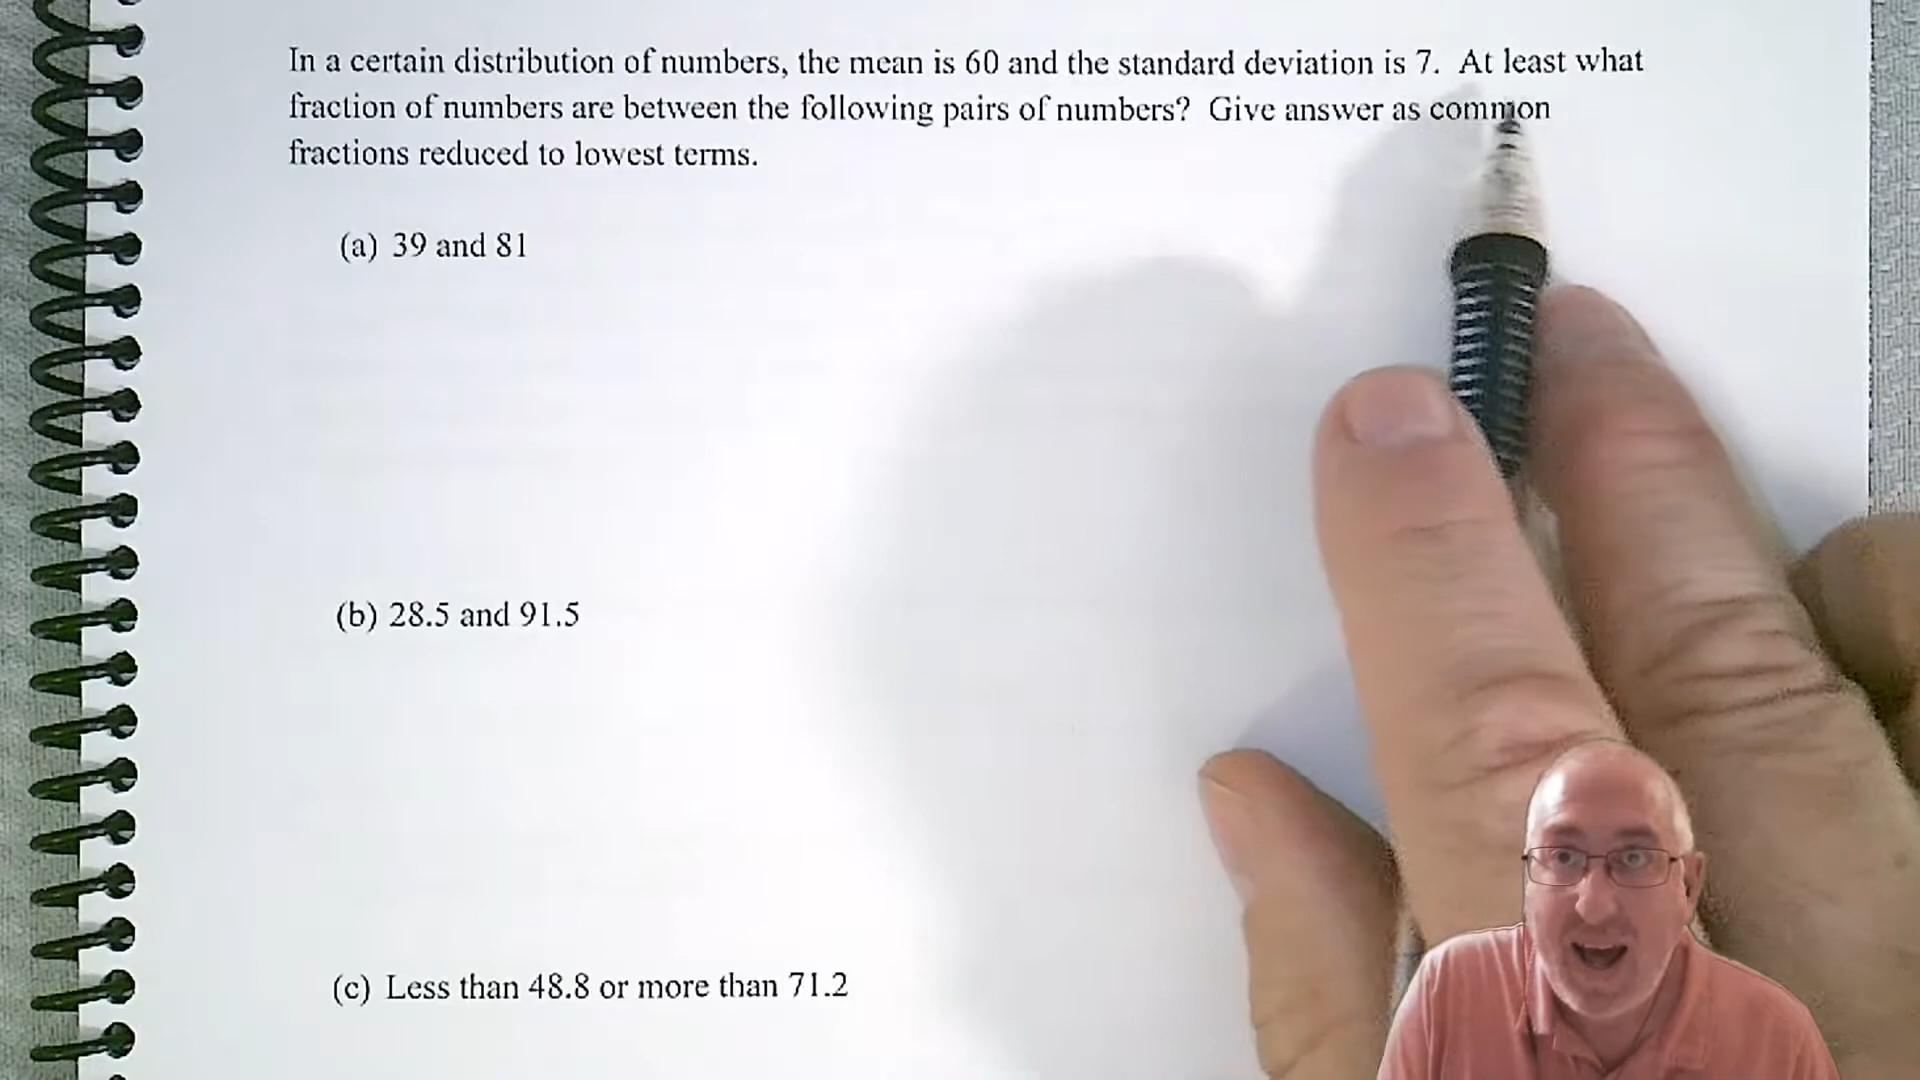 In a certain distribution of numbers, the mean is 60 and the standard deviation is 7. At least what
fraction of numbers are between the following pairs of numbers? Give answer as common
fractions reduced to lowest terms.
(a) 39 and 81
(b) 28.5 and 91.5
(c) Less than 48.8 or more than 71.2